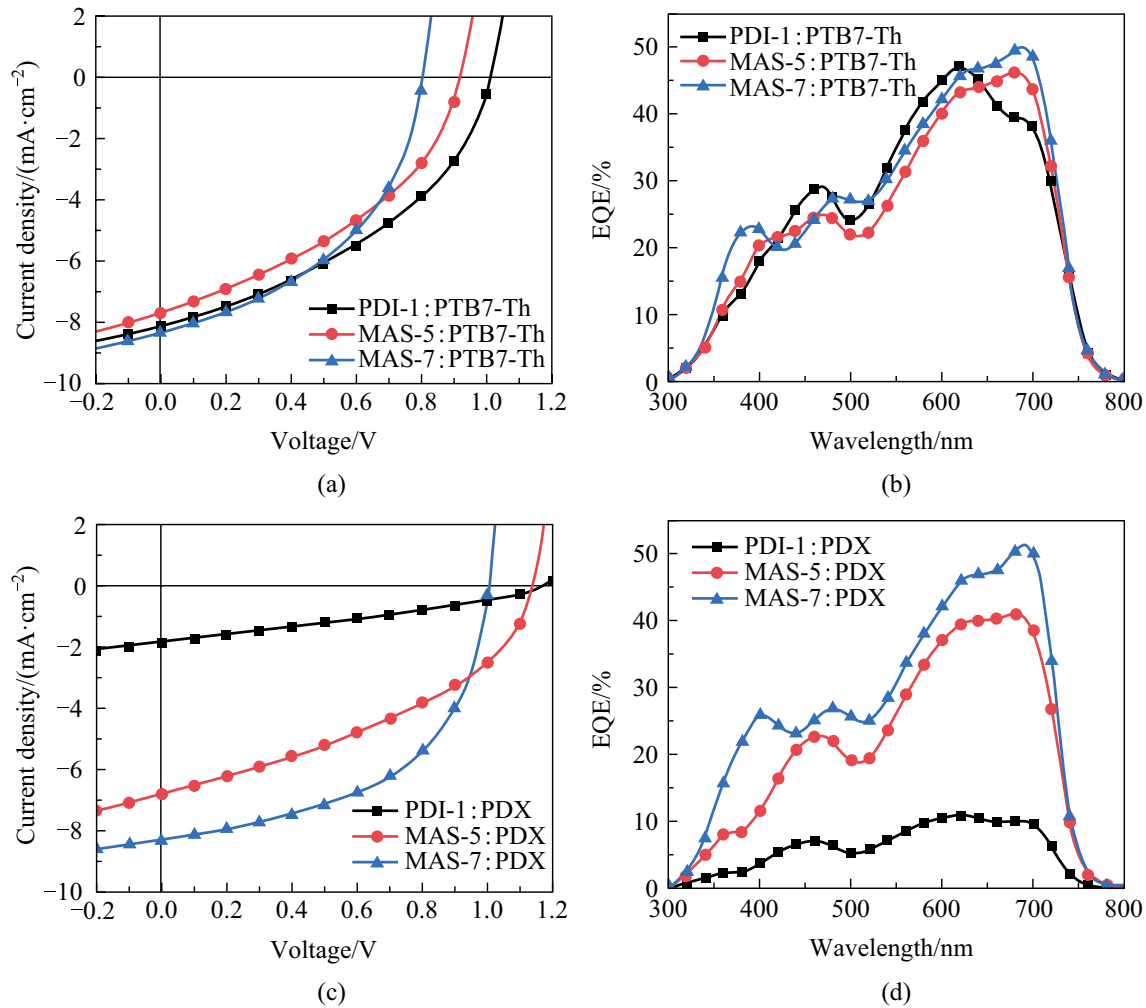 2
0
−2
−4
−6
−8
−10
Current density/(mA·cm⁻²)
PDI-1:PTB7-Th
MAS-5:PTB7-Th
MAS-7:PTB7-Th
−0.2 0.0 0.2 0.4 0.6 0.8 1.0 1.2
Voltage/V
(a)
50
40
30
20
10
0
EQE/%
PDI-1:PTB7-Th
MAS-5:PTB7-Th
MAS-7:PTB7-Th
300 400 500 600 700 800
Wavelength/nm
(b)
2
0
−2
−4
−6
−8
−10
Current density/(mA·cm⁻²)
PDI-1:PDX
MAS-5:PDX
MAS-7:PDX
−0.2 0.0 0.2 0.4 0.6 0.8 1.0 1.2
Voltage/V
(c)
50
40
30
20
10
0
EQE/%
PDI-1:PDX
MAS-5:PDX
MAS-7:PDX
300 400 500 600 700 800
Wavelength/nm
(d)